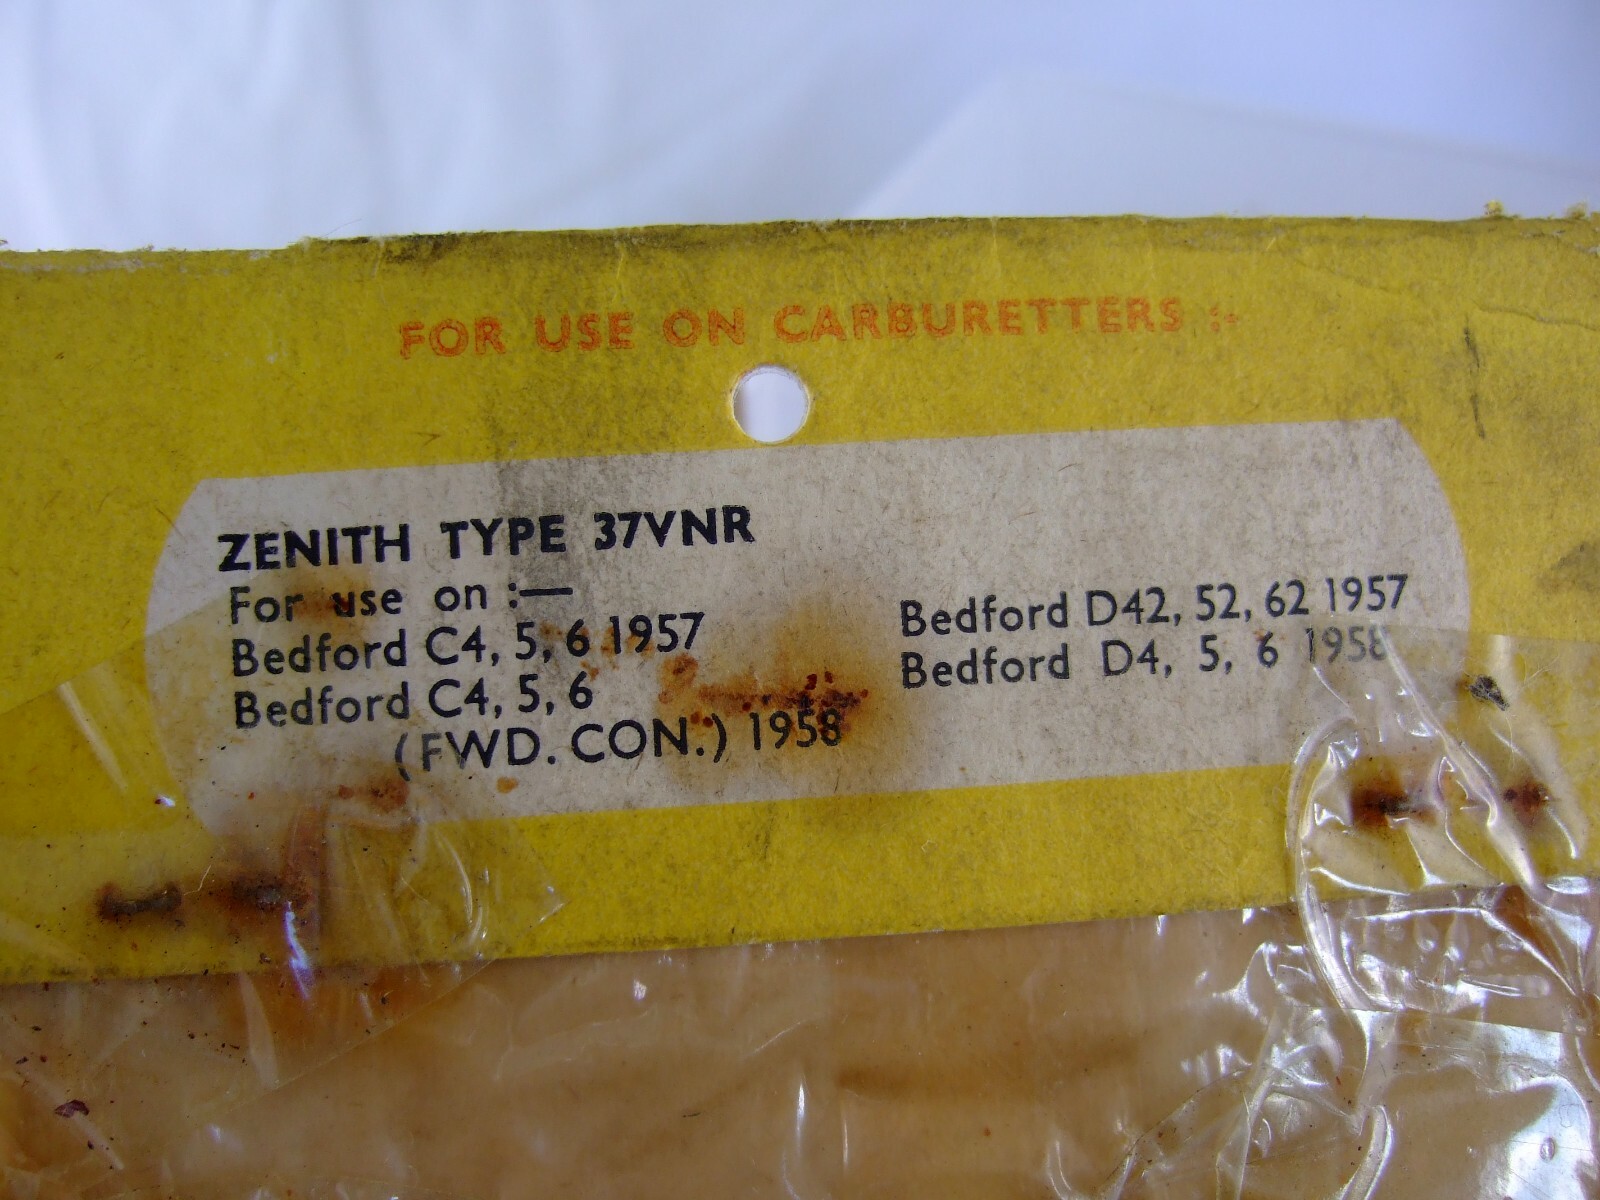 FOR USE ON CARBURETTERS :-
ZENITH TYPE 37VNR
For use on :—
Bedford C4, 5, 6 1957
Bedford C4, 5, 6
(FWD. CON.) 1958
Bedford D42, 52, 62 1957
Bedford D4, 5, 6 1958